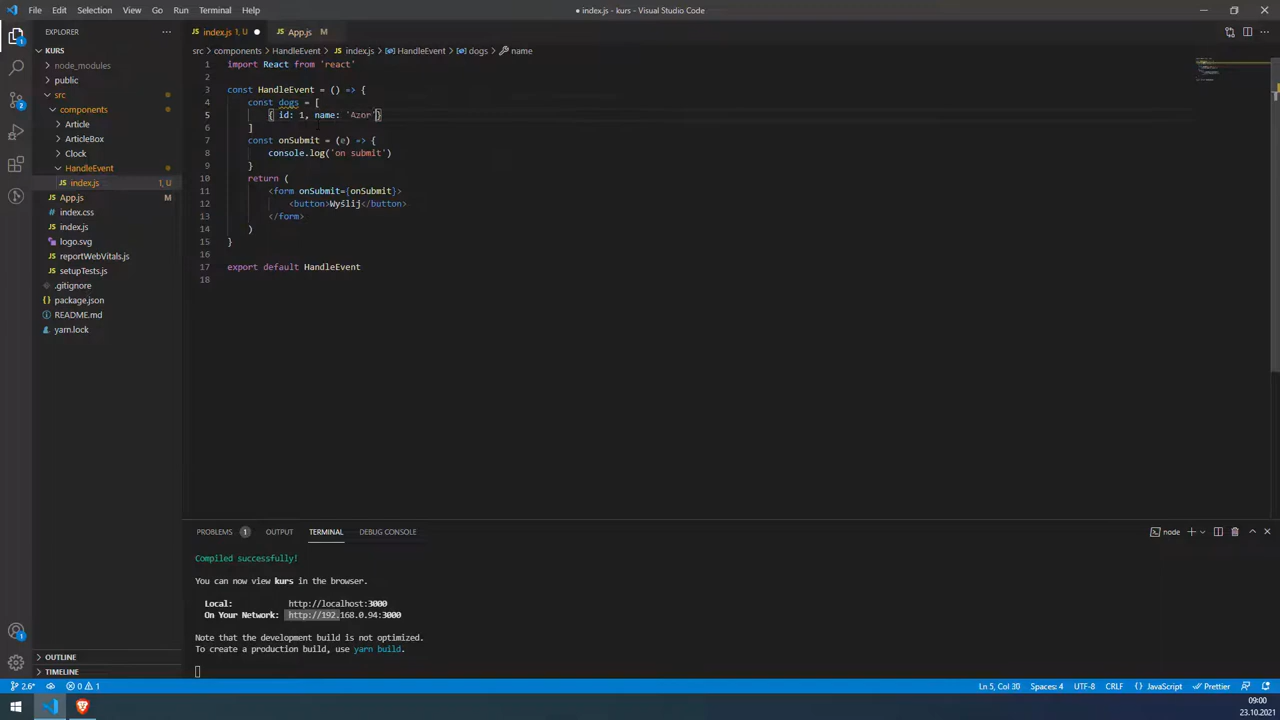 File Edit Selection View Go Run Terminal Help
● index.js - kurs - Visual Studio Code
EXPLORER
KURS
node_modules
public
src
components
Article
ArticleBox
Clock
HandleEvent
JS index.js 1, U
JS App.js M
# index.css
JS index.js
logo.svg
JS reportWebVitals.js
JS setupTests.js
.gitignore
package.json
README.md
yarn.lock
OUTLINE
TIMELINE
JS index.js 1, U ●
JS App.js M
src > components > HandleEvent > JS index.js > HandleEvent > dogs > name
1 import React from 'react'
2
3 const HandleEvent = () => {
4 const dogs = [
5 { id: 1, name: 'Azor'}
6 ]
7 const onSubmit = (e) => {
8 console.log('on submit')
9 }
10 return (
11 <form onSubmit={onSubmit}>
12 <button>Wyślij</button>
13 </form>
14 )
15 }
16
17 export default HandleEvent
18
PROBLEMS 1 OUTPUT TERMINAL DEBUG CONSOLE
node
Compiled successfully!
You can now view kurs in the browser.
Local: http://localhost:3000
On Your Network: http://192.168.0.94:3000
Note that the development build is not optimized.
To create a production build, use yarn build.
1
2
1
2.6* 0 1
Ln 5, Col 30 Spaces: 4 UTF-8 CRLF JavaScript Prettier
09:00
23.10.2021